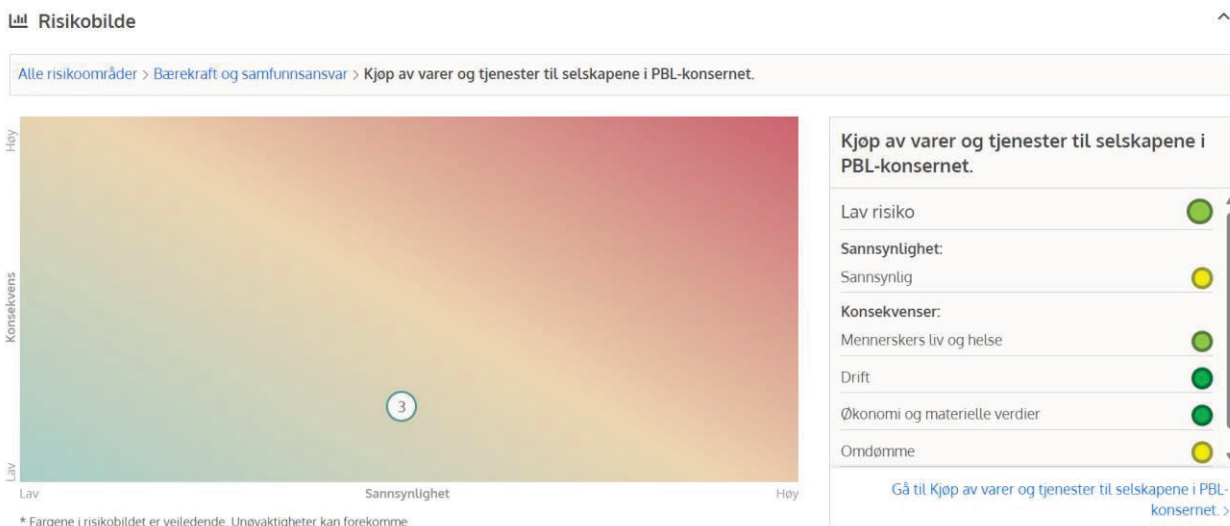 Risikobilde
Alle risikoområder > Bærekraft og samfunnsansvar > Kjøp av varer og tjenester til selskapene i PBL-konsernet.
Høy
Konsekvens
Lav
3
Lav
Sannsynlighet
Høy
* Fargene i risikobildet er veiledende. Unøyaktigheter kan forekomme
Kjøp av varer og tjenester til selskapene i
PBL-konsernet.
Lav risiko
Sannsynlighet:
Sannsynlig
Konsekvenser:
Mennerskers liv og helse
Drift
Økonomi og materielle verdier
Omdømme
Gå til Kjøp av varer og tjenester til selskapene i PBL-
konsernet. >